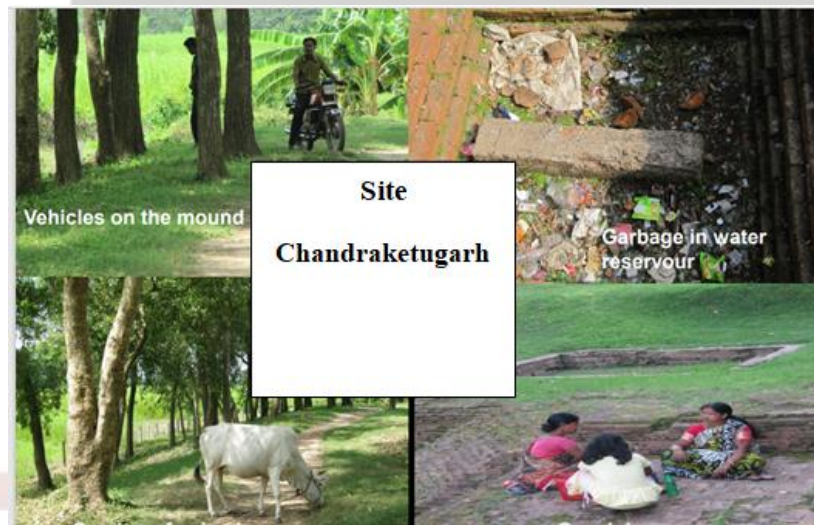 Vehicles on the mound
Site
Chandraketugarh
Garbage in water
reservour